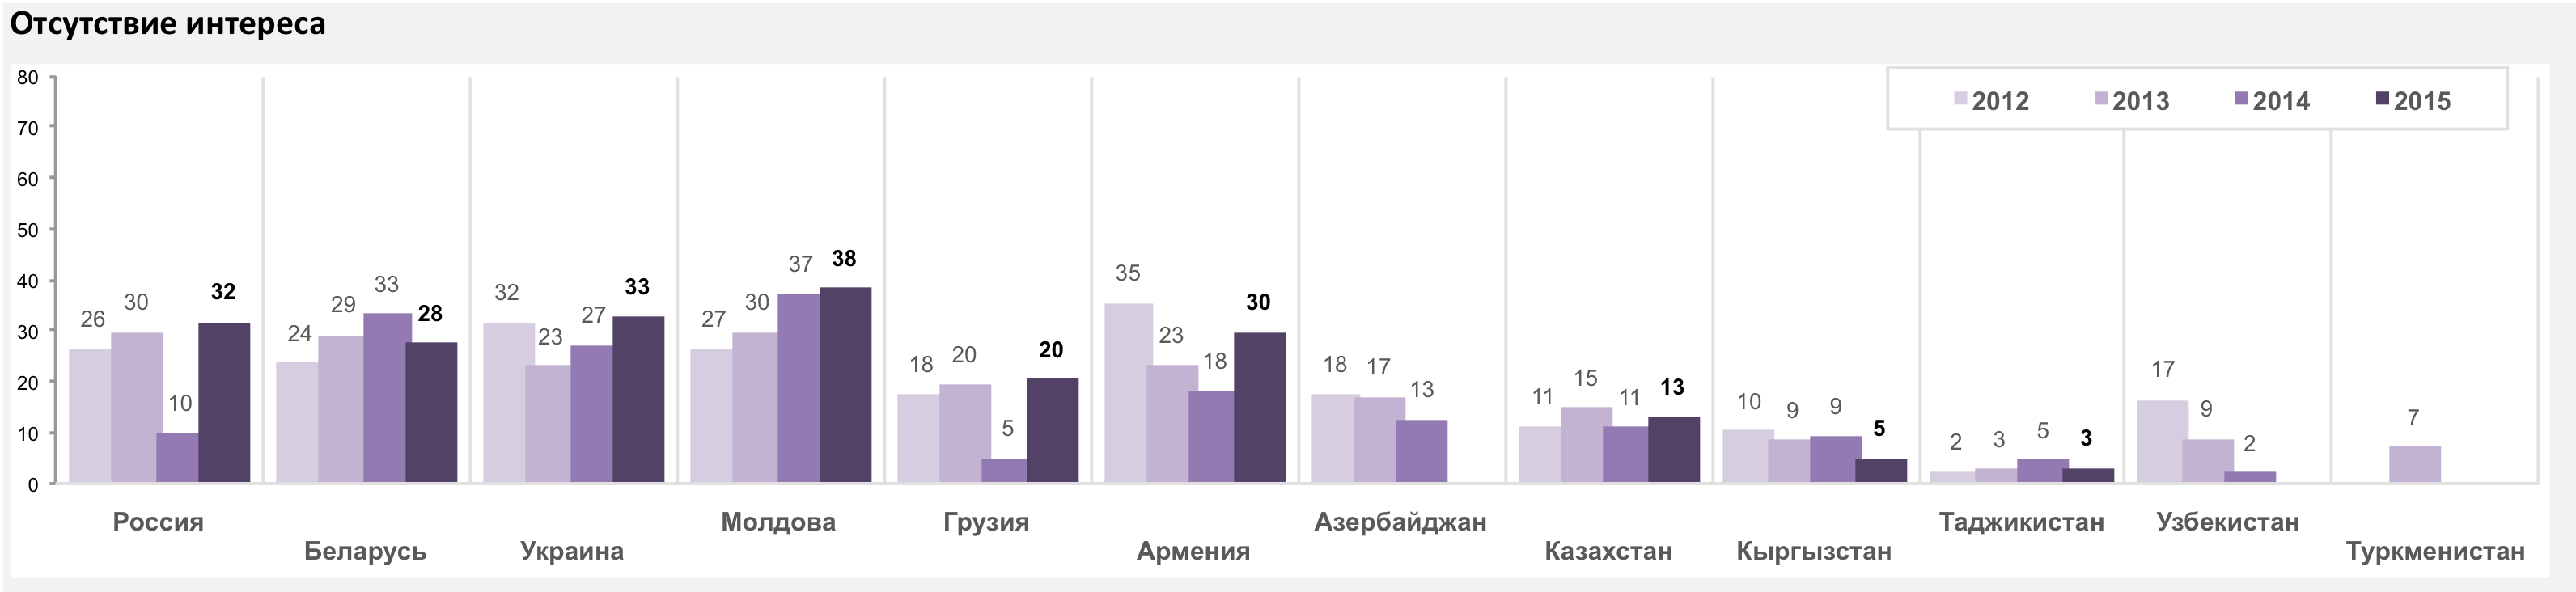 Отсутствие интереса
2012 2013 2014 2015
80
70
60
50
40
30
20
10
0
26 30 10 32
24 29 33 28
32 23 27 33
27 30 37 38
18 20 5 20
35 23 18 30
18 17 13
11 15 11 13
10 9 9 5
2 3 5 3
17 9 2
7
Россия Молдова Грузия Азербайджан Таджикистан Узбекистан
Беларусь Украина Армения Казахстан Кыргызстан Туркменистан